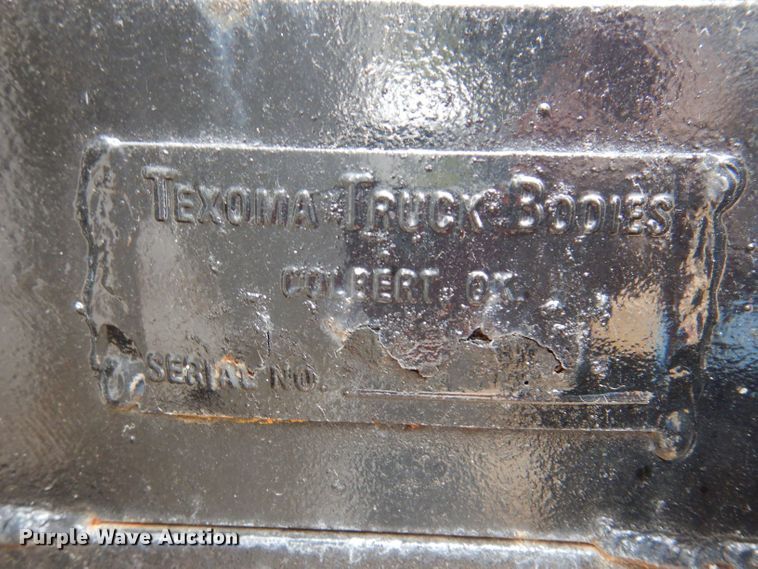 TEXOMA TRUCK BODIES
COLBERT, OK.
SERIAL NO.
Purple Wave Auction